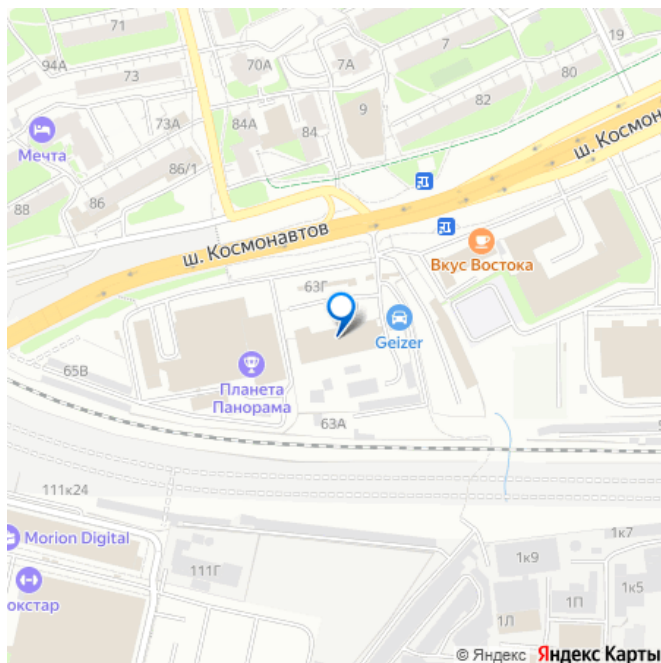 71
94А
73
70А
7А
7
19
80
82
9
84А
84
73А
Мечта
86/1
88
86
ш. Космонавтов
ш. Космон
Вкус Востока
63Г
Geizer
65В
Планета
Панорама
63А
111к24
Morion Digital
111Г
окстар
1к7
1к9
1к5
1П
1Л
© Яндекс Яндекс Карты